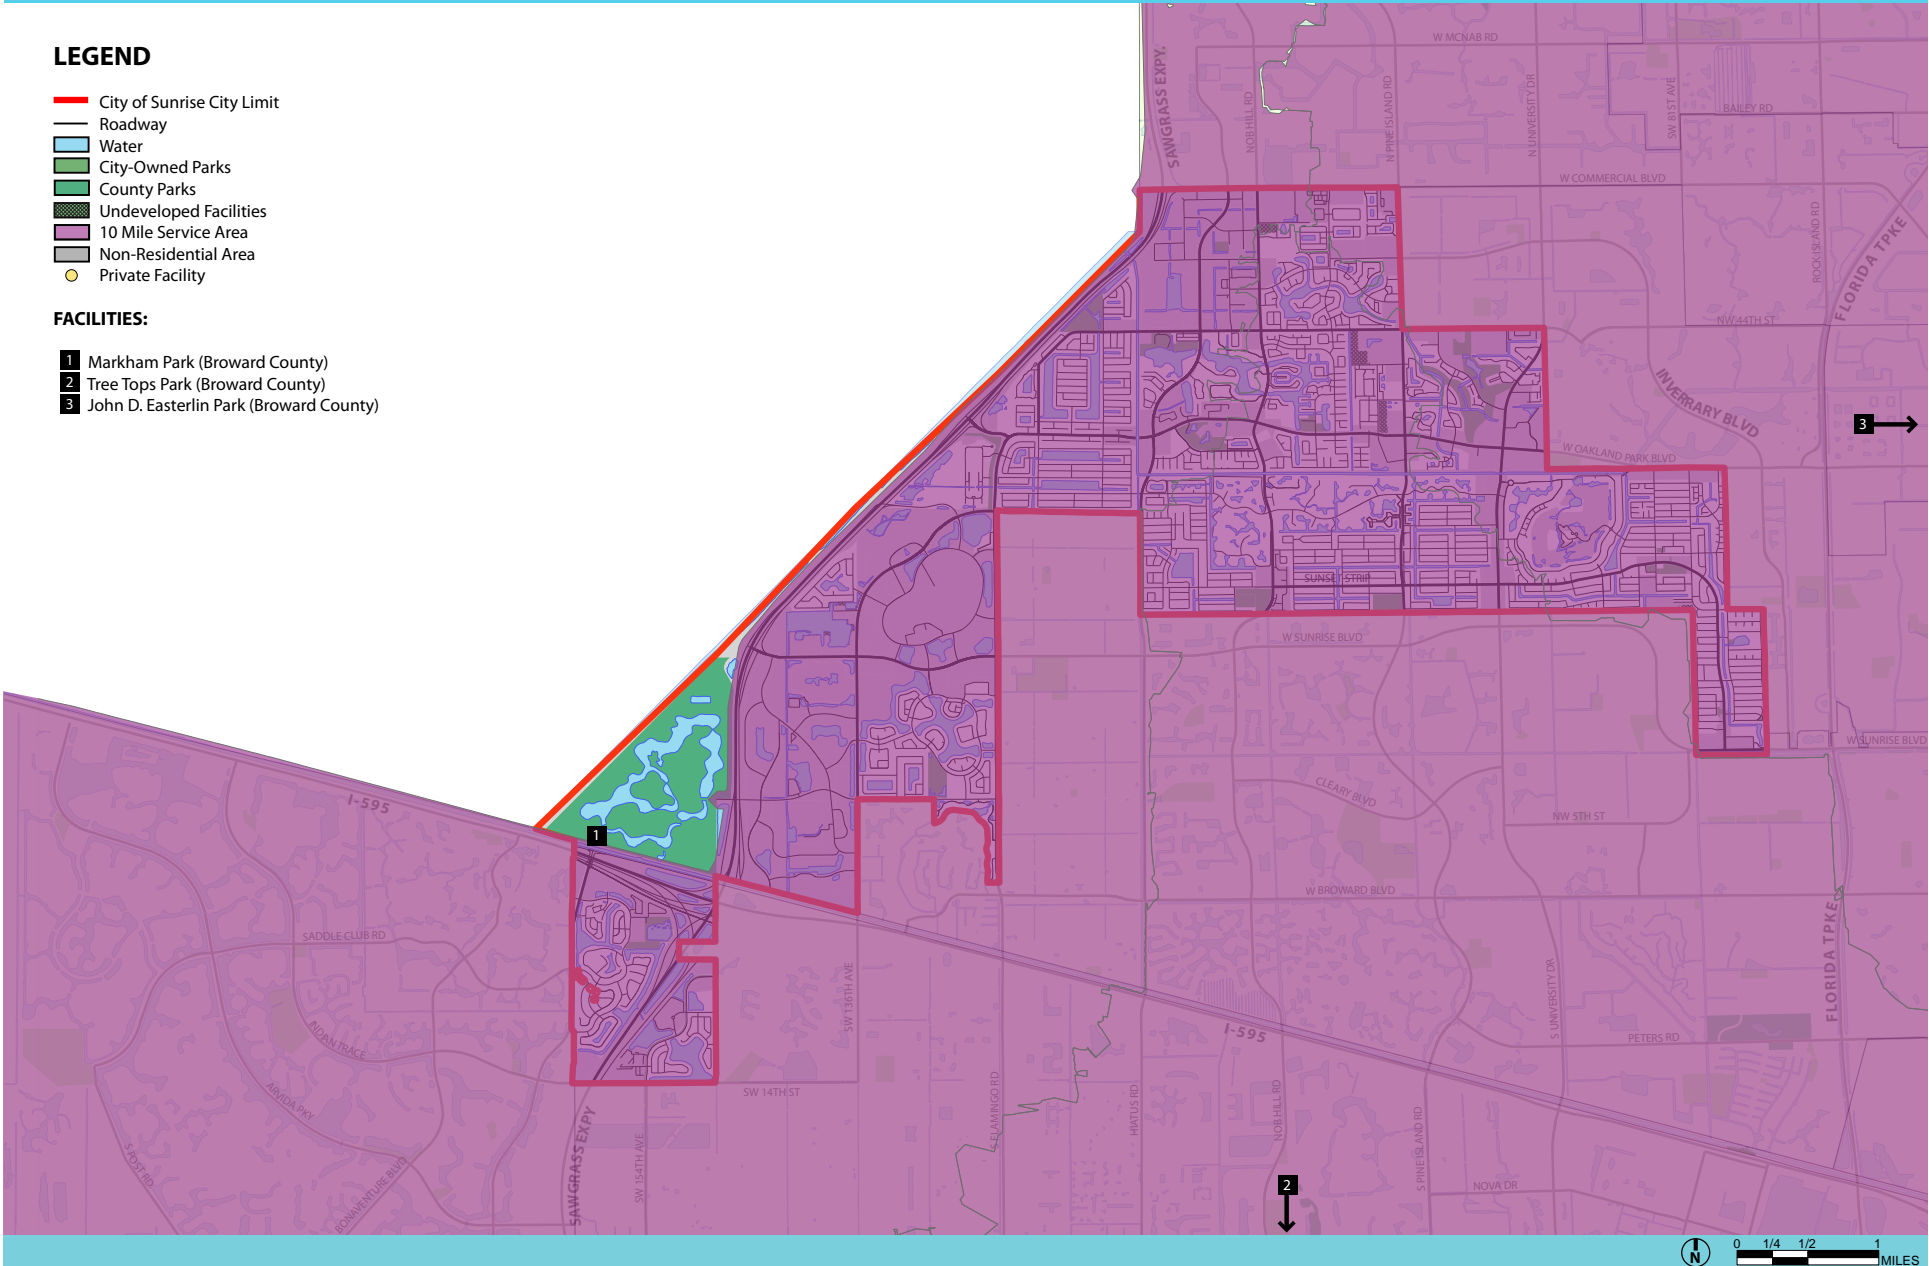 LEGEND
City of Sunrise City Limit
Roadway
Water
City-Owned Parks
County Parks
Undeveloped Facilities
10 Mile Service Area
Non-Residential Area
Private Facility
FACILITIES:
1 Markham Park (Broward County)
2 Tree Tops Park (Broward County)
3 John D. Easterlin Park (Broward County)
W MCNAB RD
SAWGRASS EXPY.
NOB HILL RD
N PINE ISLAND RD
N UNIVERSITY DR
SW 81ST AVE
BAILEY RD
W COMMERCIAL BLVD
ROCK ISLAND RD
FLORIDA TPKE
NW 44TH ST
INVERRARY BLVD
3
W OAKLAND PARK BLVD
SUNSET STRIP
W SUNRISE BLVD
W SUNRISE BLVD
I-595
1
CLEARY BLVD
NW 5TH ST
W BROWARD BLVD
SADDLE CLUB RD
SW 136TH AVE
FLORIDA TPKE
S UNIVERSITY DR
INDIAN TRACE
I-595
PETERS RD
ARVIDA PKY
SW 14TH ST
S FLAMINGO RD
HIATUS RD
NOB HILL RD
S PINE ISLAND RD
S POST RD
BONAVENTURE BLVD
SAWGRASS EXPY
SW 154TH AVE
2
NOVA DR
N
0 1/4 1/2 1
MILES